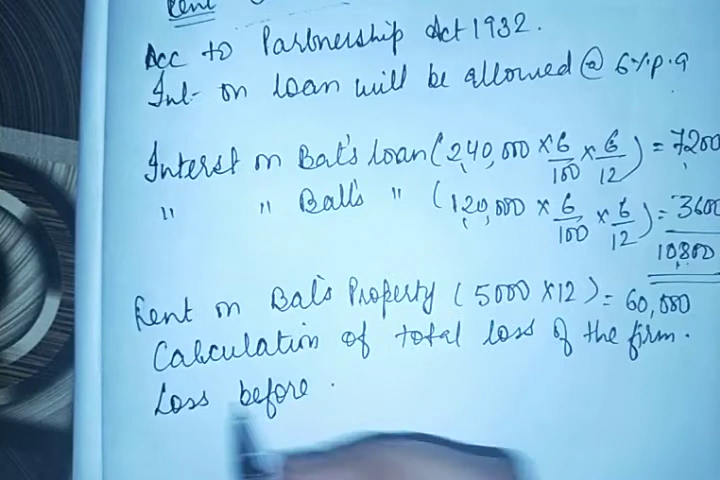 Rent
Acc to Partnership Act 1932.
Int- on loan will be allowed @ 6%p.a
Interest on Bat's loan (240,000 × 6/100 × 6/12) = 7200
" " Ball's " (120,000 × 6/100 × 6/12) = 3600
10800
Rent on Bat's Property (5000 × 12) = 60,000
Calculation of total loss of the firm.
Loss before .